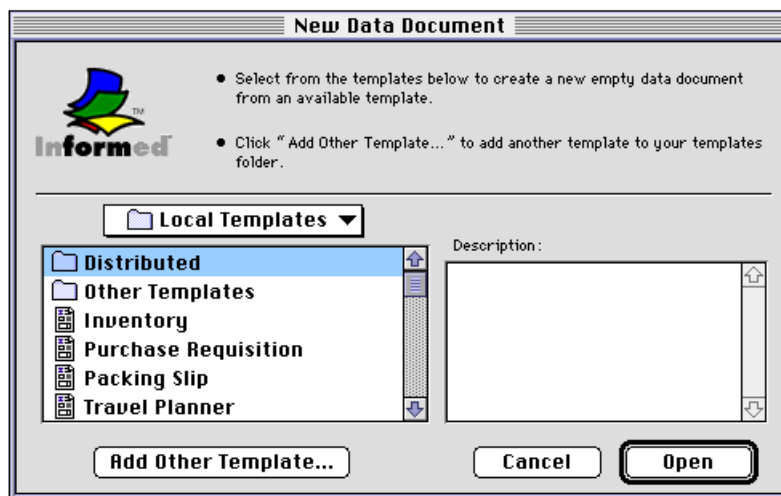 New Data Document
• Select from the templates below to create a new empty data document
from an available template.
TM
Informed
• Click "Add Other Template..." to add another template to your templates
folder.
Local Templates
Description:
Distributed
Other Templates
Inventory
Purchase Requisition
Packing Slip
Travel Planner
Add Other Template...
Cancel
Open